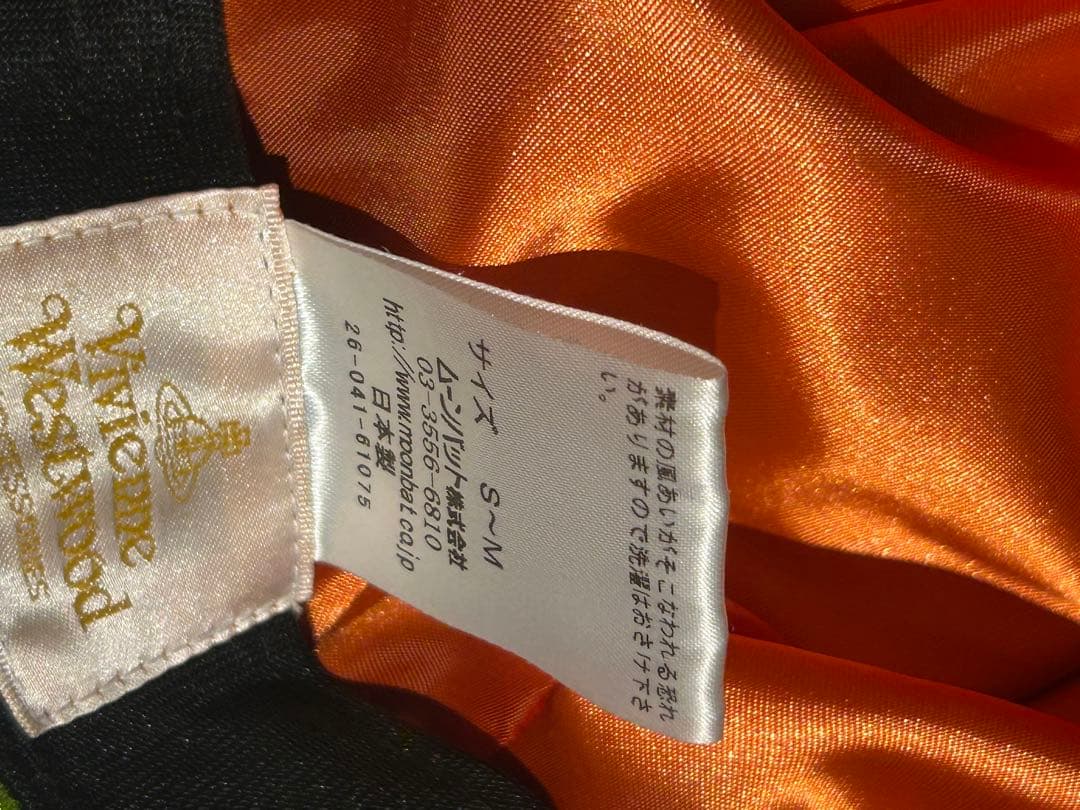 Vivienne
Westwood
ACCESSORIES
素材の風あいがそこなわれる恐れ
がありますので洗濯はおさけ下さ
い。
サイズ S~M
ムーンバット株式会社
03-3556-6810
http://www.moonbat.co.jp
日本製
26-041-61075